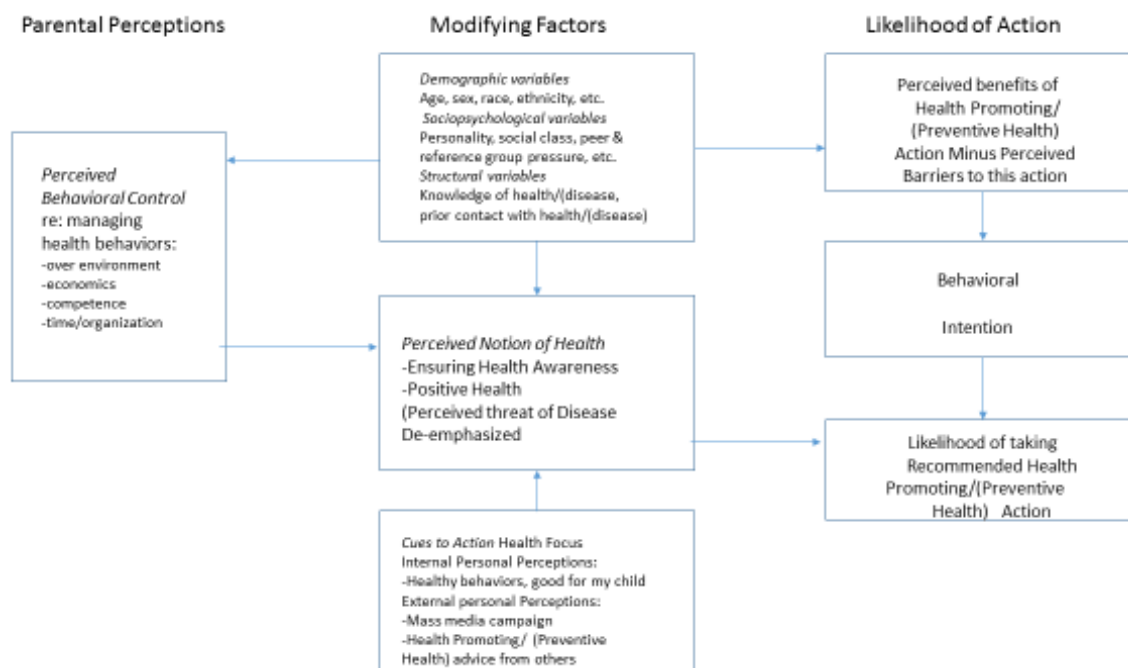 Parental Perceptions
Modifying Factors
Likelihood of Action
Perceived
Behavioral Control
re: managing
health behaviors:
-over environment
-economics
-competence
-time/organization
Demographic variables
Age, sex, race, ethnicity, etc.
Sociopsychological variables
Personality, social class, peer &
reference group pressure, etc.
Structural variables
Knowledge of health/(disease,
prior contact with health/(disease)
Perceived Notion of Health
-Ensuring Health Awareness
-Positive Health
(Perceived threat of Disease
De-emphasized
Cues to Action Health Focus
Internal Personal Perceptions:
-Healthy behaviors, good for my child
External personal Perceptions:
-Mass media campaign
-Health Promoting/ (Preventive
Health) advice from others
Perceived benefits of
Health Promoting/
(Preventive Health)
Action Minus Perceived
Barriers to this action
Behavioral
Intention
Likelihood of taking
Recommended Health
Promoting/(Preventive
Health) Action